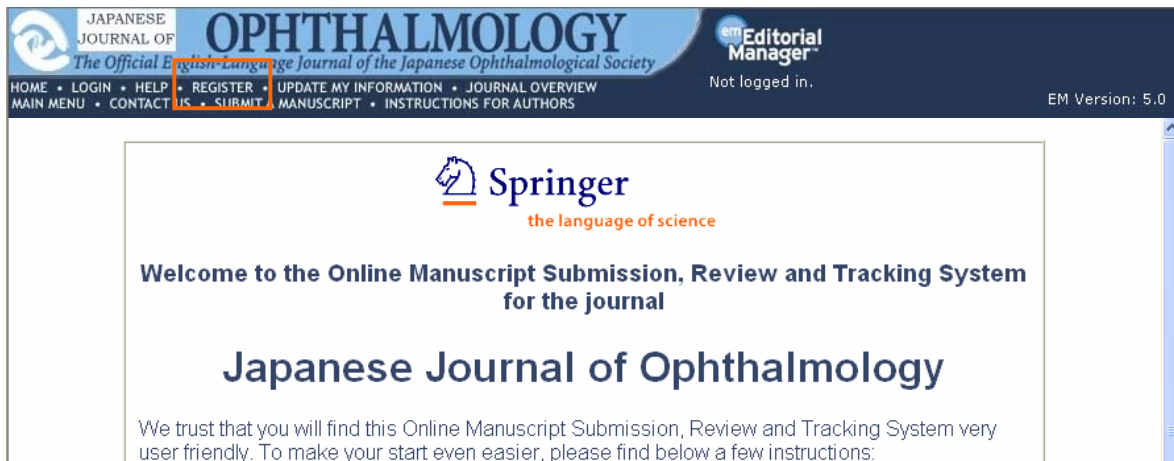 JAPANESE
JOURNAL OF
OPHTHALMOLOGY
The Official English-Language Journal of the Japanese Ophthalmological Society
HOME • LOGIN • HELP • REGISTER • UPDATE MY INFORMATION • JOURNAL OVERVIEW
MAIN MENU • CONTACT US • SUBMIT A MANUSCRIPT • INSTRUCTIONS FOR AUTHORS
em Editorial
Manager™
Not logged in.
EM Version: 5.0
Springer
the language of science
Welcome to the Online Manuscript Submission, Review and Tracking System
for the journal
Japanese Journal of Ophthalmology
We trust that you will find this Online Manuscript Submission, Review and Tracking System very
user friendly. To make your start even easier, please find below a few instructions: